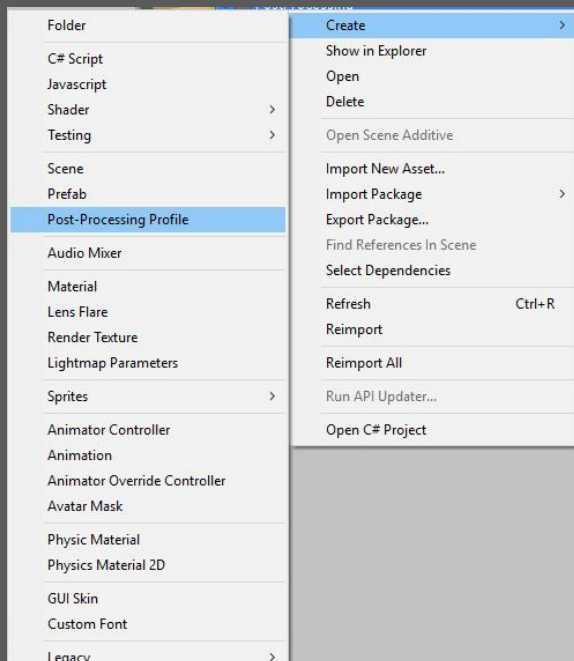 Folder
C# Script
Javascript
Shader
Testing
Scene
Prefab
Post-Processing Profile
Audio Mixer
Material
Lens Flare
Render Texture
Lightmap Parameters
Sprites
Animator Controller
Animation
Animator Override Controller
Avatar Mask
Physic Material
Physics Material 2D
GUI Skin
Custom Font
Legacy
Create
Show in Explorer
Open
Delete
Open Scene Additive
Import New Asset...
Import Package
Export Package...
Find References In Scene
Select Dependencies
Refresh Ctrl+R
Reimport
Reimport All
Run API Updater...
Open C# Project